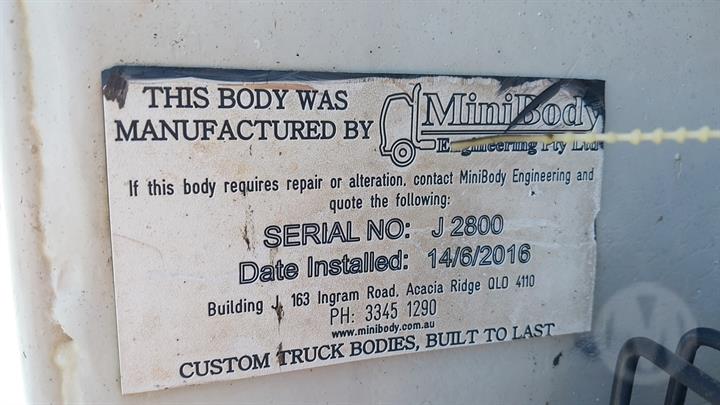 THIS BODY WAS
MANUFACTURED BY
MiniBody
Engineering Pty Ltd
If this body requires repair or alteration, contact MiniBody Engineering and
quote the following:
SERIAL NO: J 2800
Date Installed: 14/6/2016
Building J, 163 Ingram Road, Acacia Ridge QLD 4110
PH: 3345 1290
www.minibody.com.au
CUSTOM TRUCK BODIES, BUILT TO LAST